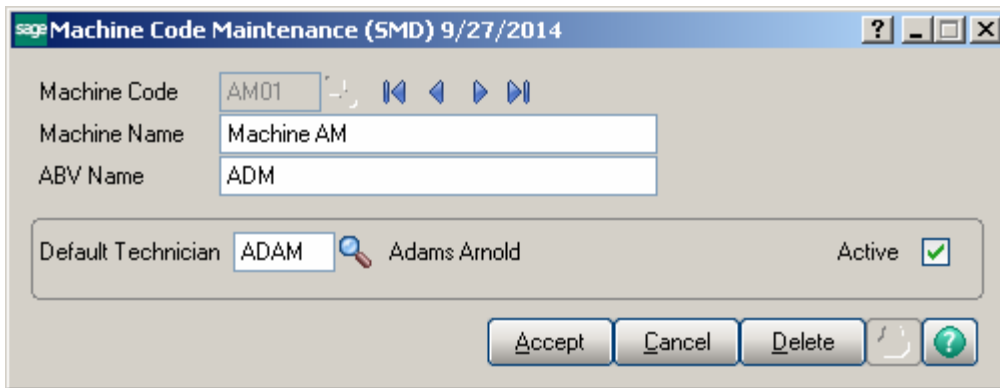 sage Machine Code Maintenance (SMD) 9/27/2014 ?
Machine Code AM01
Machine Name Machine AM
ABV Name ADM
Default Technician ADAM Adams Arnold Active
Accept Cancel Delete ?